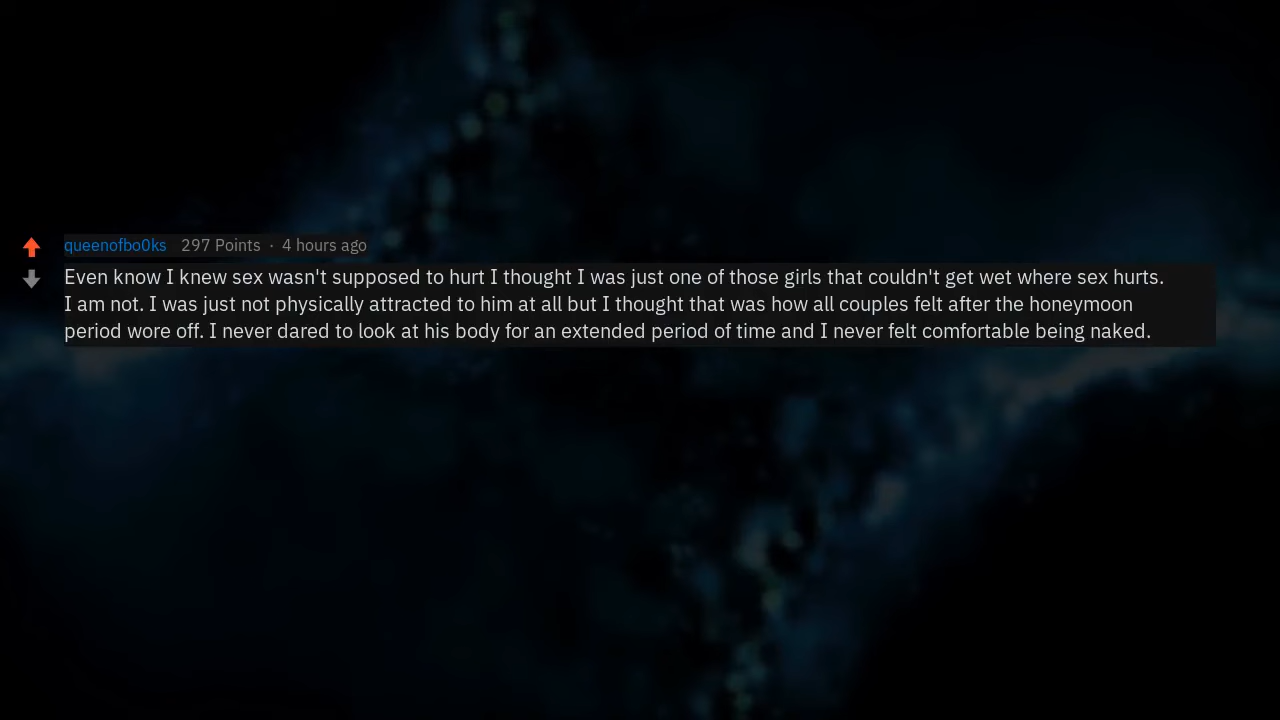 queenofbo0ks 297 Points · 4 hours ago
Even know I knew sex wasn't supposed to hurt I thought I was just one of those girls that couldn't get wet where sex hurts.
I am not. I was just not physically attracted to him at all but I thought that was how all couples felt after the honeymoon
period wore off. I never dared to look at his body for an extended period of time and I never felt comfortable being naked.